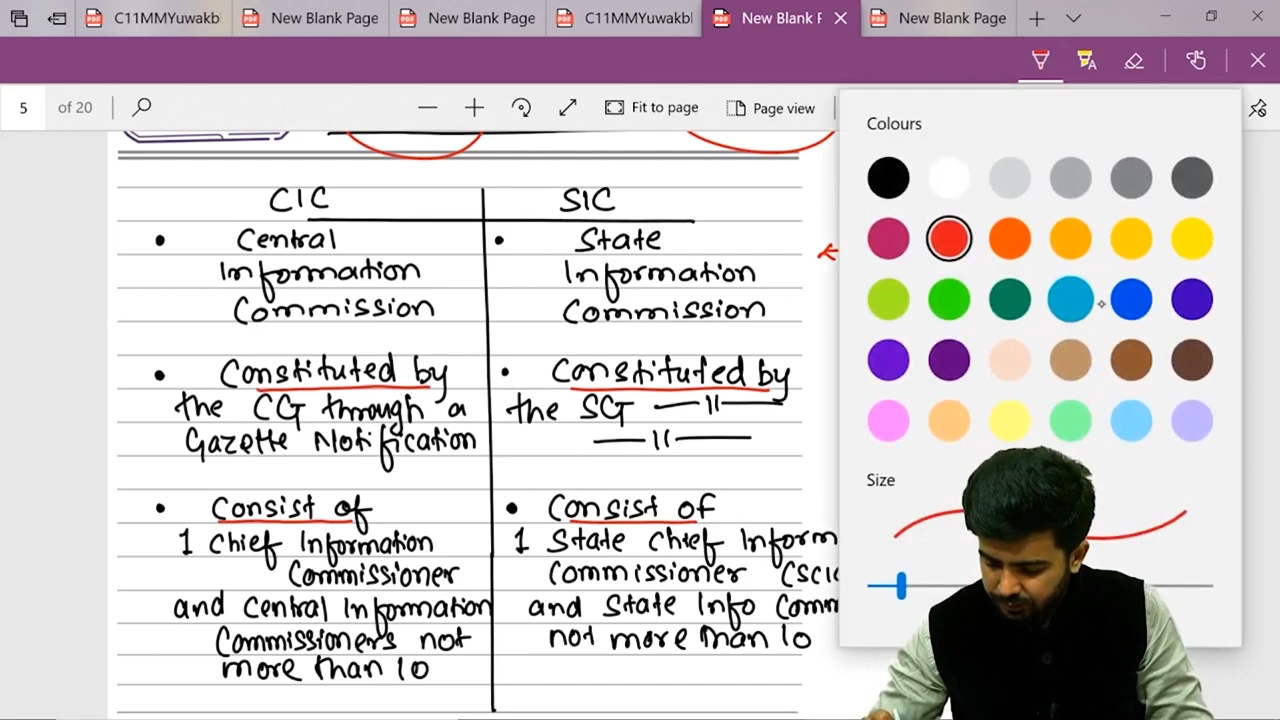 C11MMYuwakb
New Blank Page
New Blank Page
C11MMYuwakb
New Blank P
New Blank Page
5 of 20
Fit to page
Page view
Colours
Size
CIC
SIC
• Central
Information
Commission
• State
Information
Commission
• Constituted by
the CG through a
Gazette Notification
• Constituted by
the SG —11—
—11—
• Consist of
1 Chief Information
Commissioner
and Central Information
Commissioners not
more than 10
• Consist of
1 State Chief Inform
Commissioner (SCIC
and State Info Comm
not more than 10